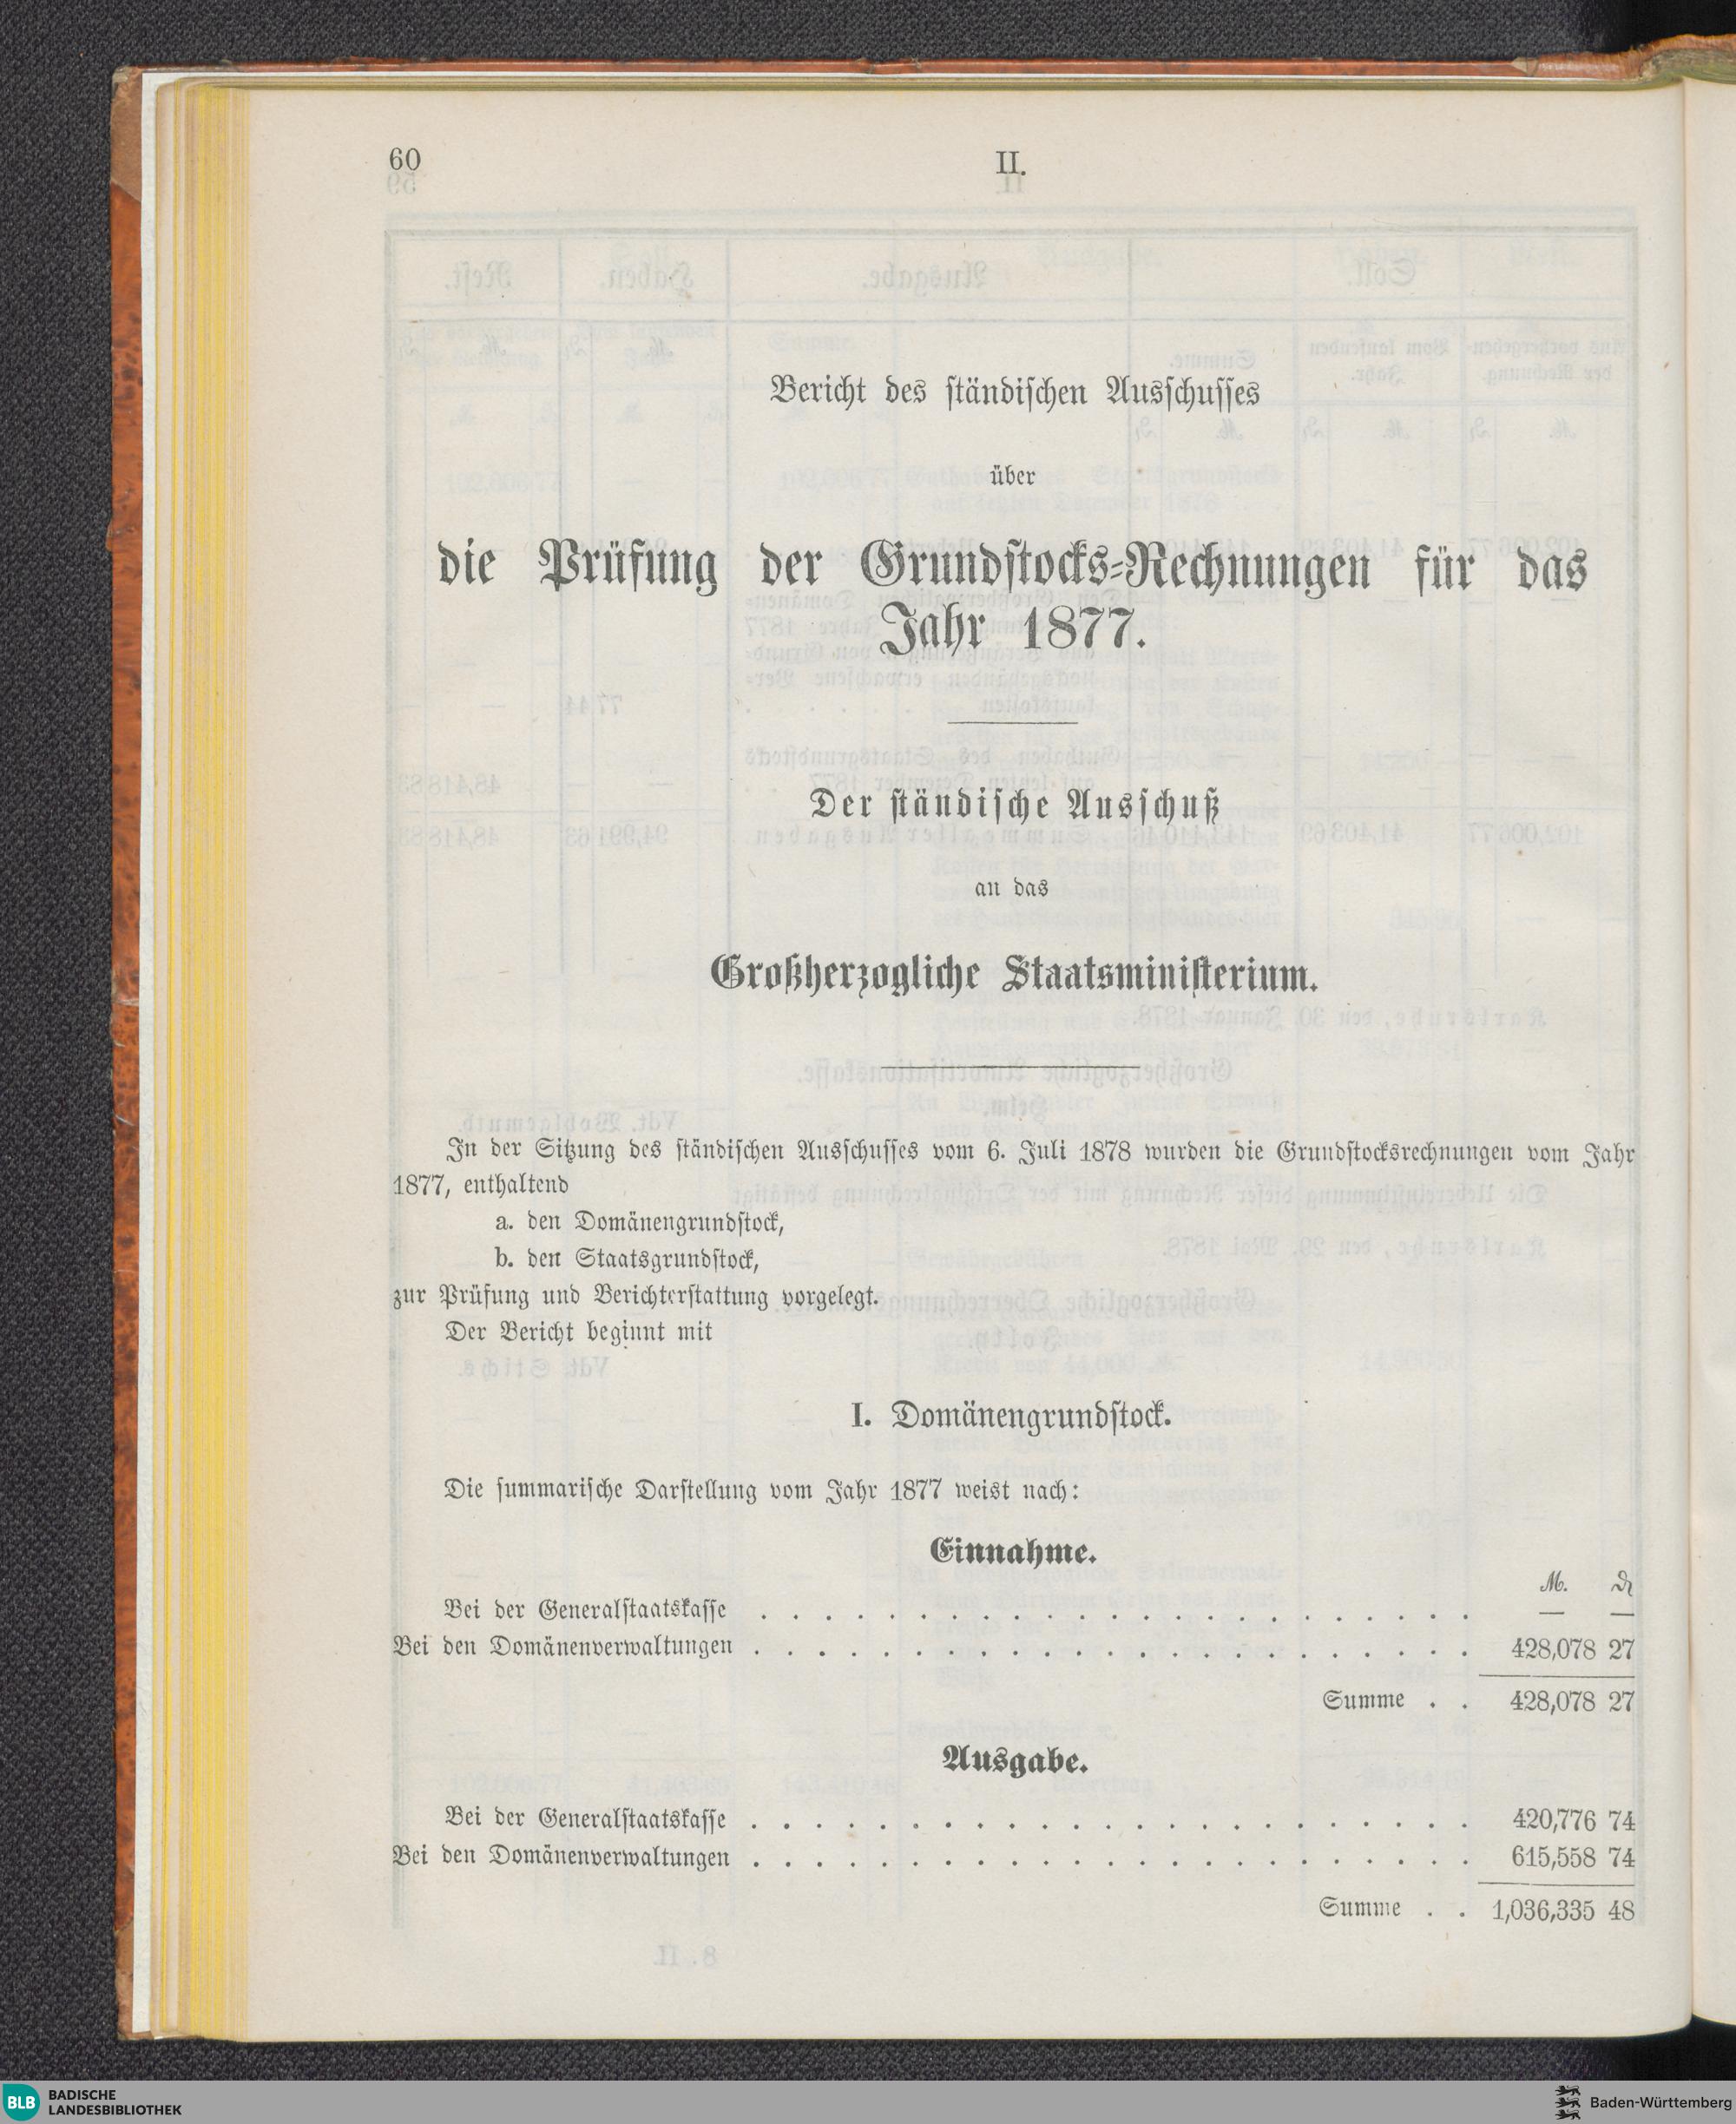 60
II.
Bericht des ständischen Ausschusses
über
die Prüfung der Grundstocks-Rechnungen für das
Jahr 1877.
Der ständische Ausschuß
an das
Großherzogliche Staatsministerium.
In der Sitzung des ständischen Ausschusses vom 6. Juli 1878 wurden die Grundstocksrechnungen vom Jahr
1877, enthaltend
a. den Domänengrundstock,
b. den Staatsgrundstock,
zur Prüfung und Berichterstattung vorgelegt.
Der Bericht beginnt mit
I. Domänengrundstock.
Die summarische Darstellung vom Jahr 1877 weist nach:
Einnahme.
M. ₰
Bei der Generalstaatskasse . . . . . . . . . . . . . . . . . . . . . . . — —
Bei den Domänenverwaltungen . . . . . . . . . . . . . . . . . . . . . . . 428,078 27
Summe . . 428,078 27
Ausgabe.
Bei der Generalstaatskasse . . . . . . . . . . . . . . . . . . . . . . . 420,776 74
Bei den Domänenverwaltungen . . . . . . . . . . . . . . . . . . . . . . . 615,558 74
Summe . . 1,036,335 48
BLB BADISCHE
LANDESBIBLIOTHEK
Baden-Württemberg